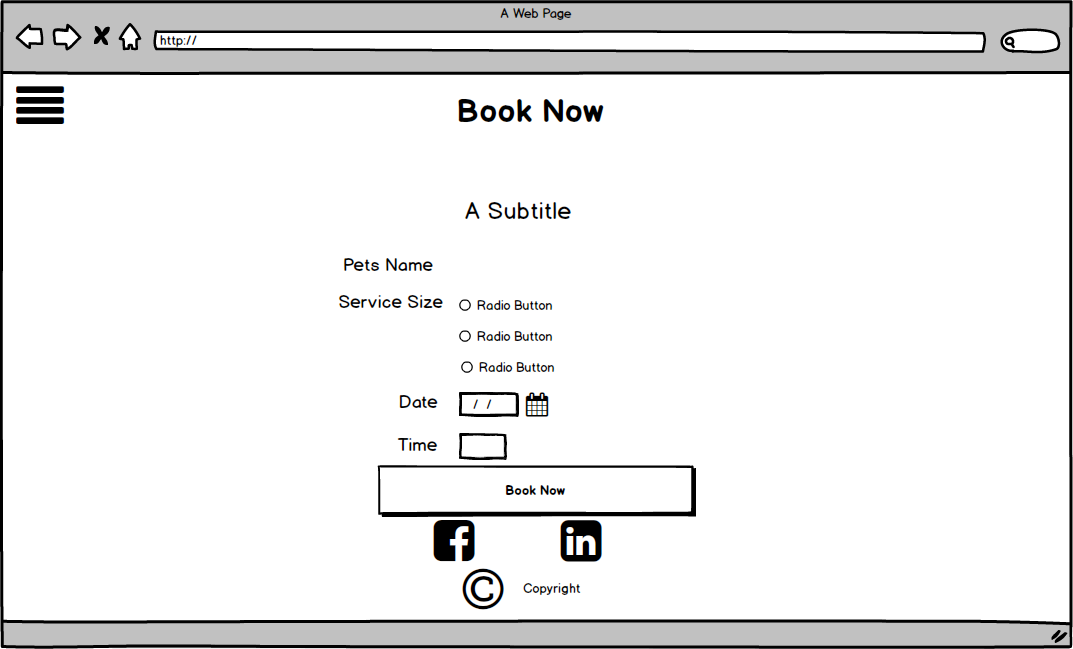 A Web Page
http://
Book Now
A Subtitle
Pets Name
Service Size
Radio Button
Radio Button
Radio Button
Date / /
Time
Book Now
f in
© Copyright